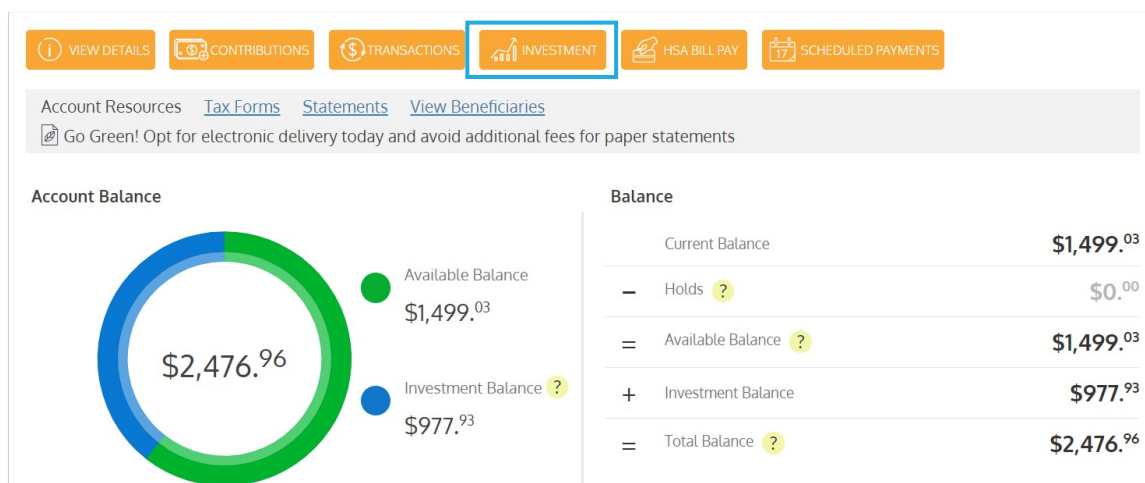 VIEW DETAILS CONTRIBUTIONS TRANSACTIONS INVESTMENT HSA BILL PAY 17 SCHEDULED PAYMENTS
Account Resources Tax Forms Statements View Beneficiaries
Go Green! Opt for electronic delivery today and avoid additional fees for paper statements
Account Balance
$2,476.96
Available Balance
$1,499.03
Investment Balance ?
$977.93
Balance
Current Balance $1,499.03
– Holds ? $0.00
= Available Balance ? $1,499.03
+ Investment Balance $977.93
= Total Balance ? $2,476.96